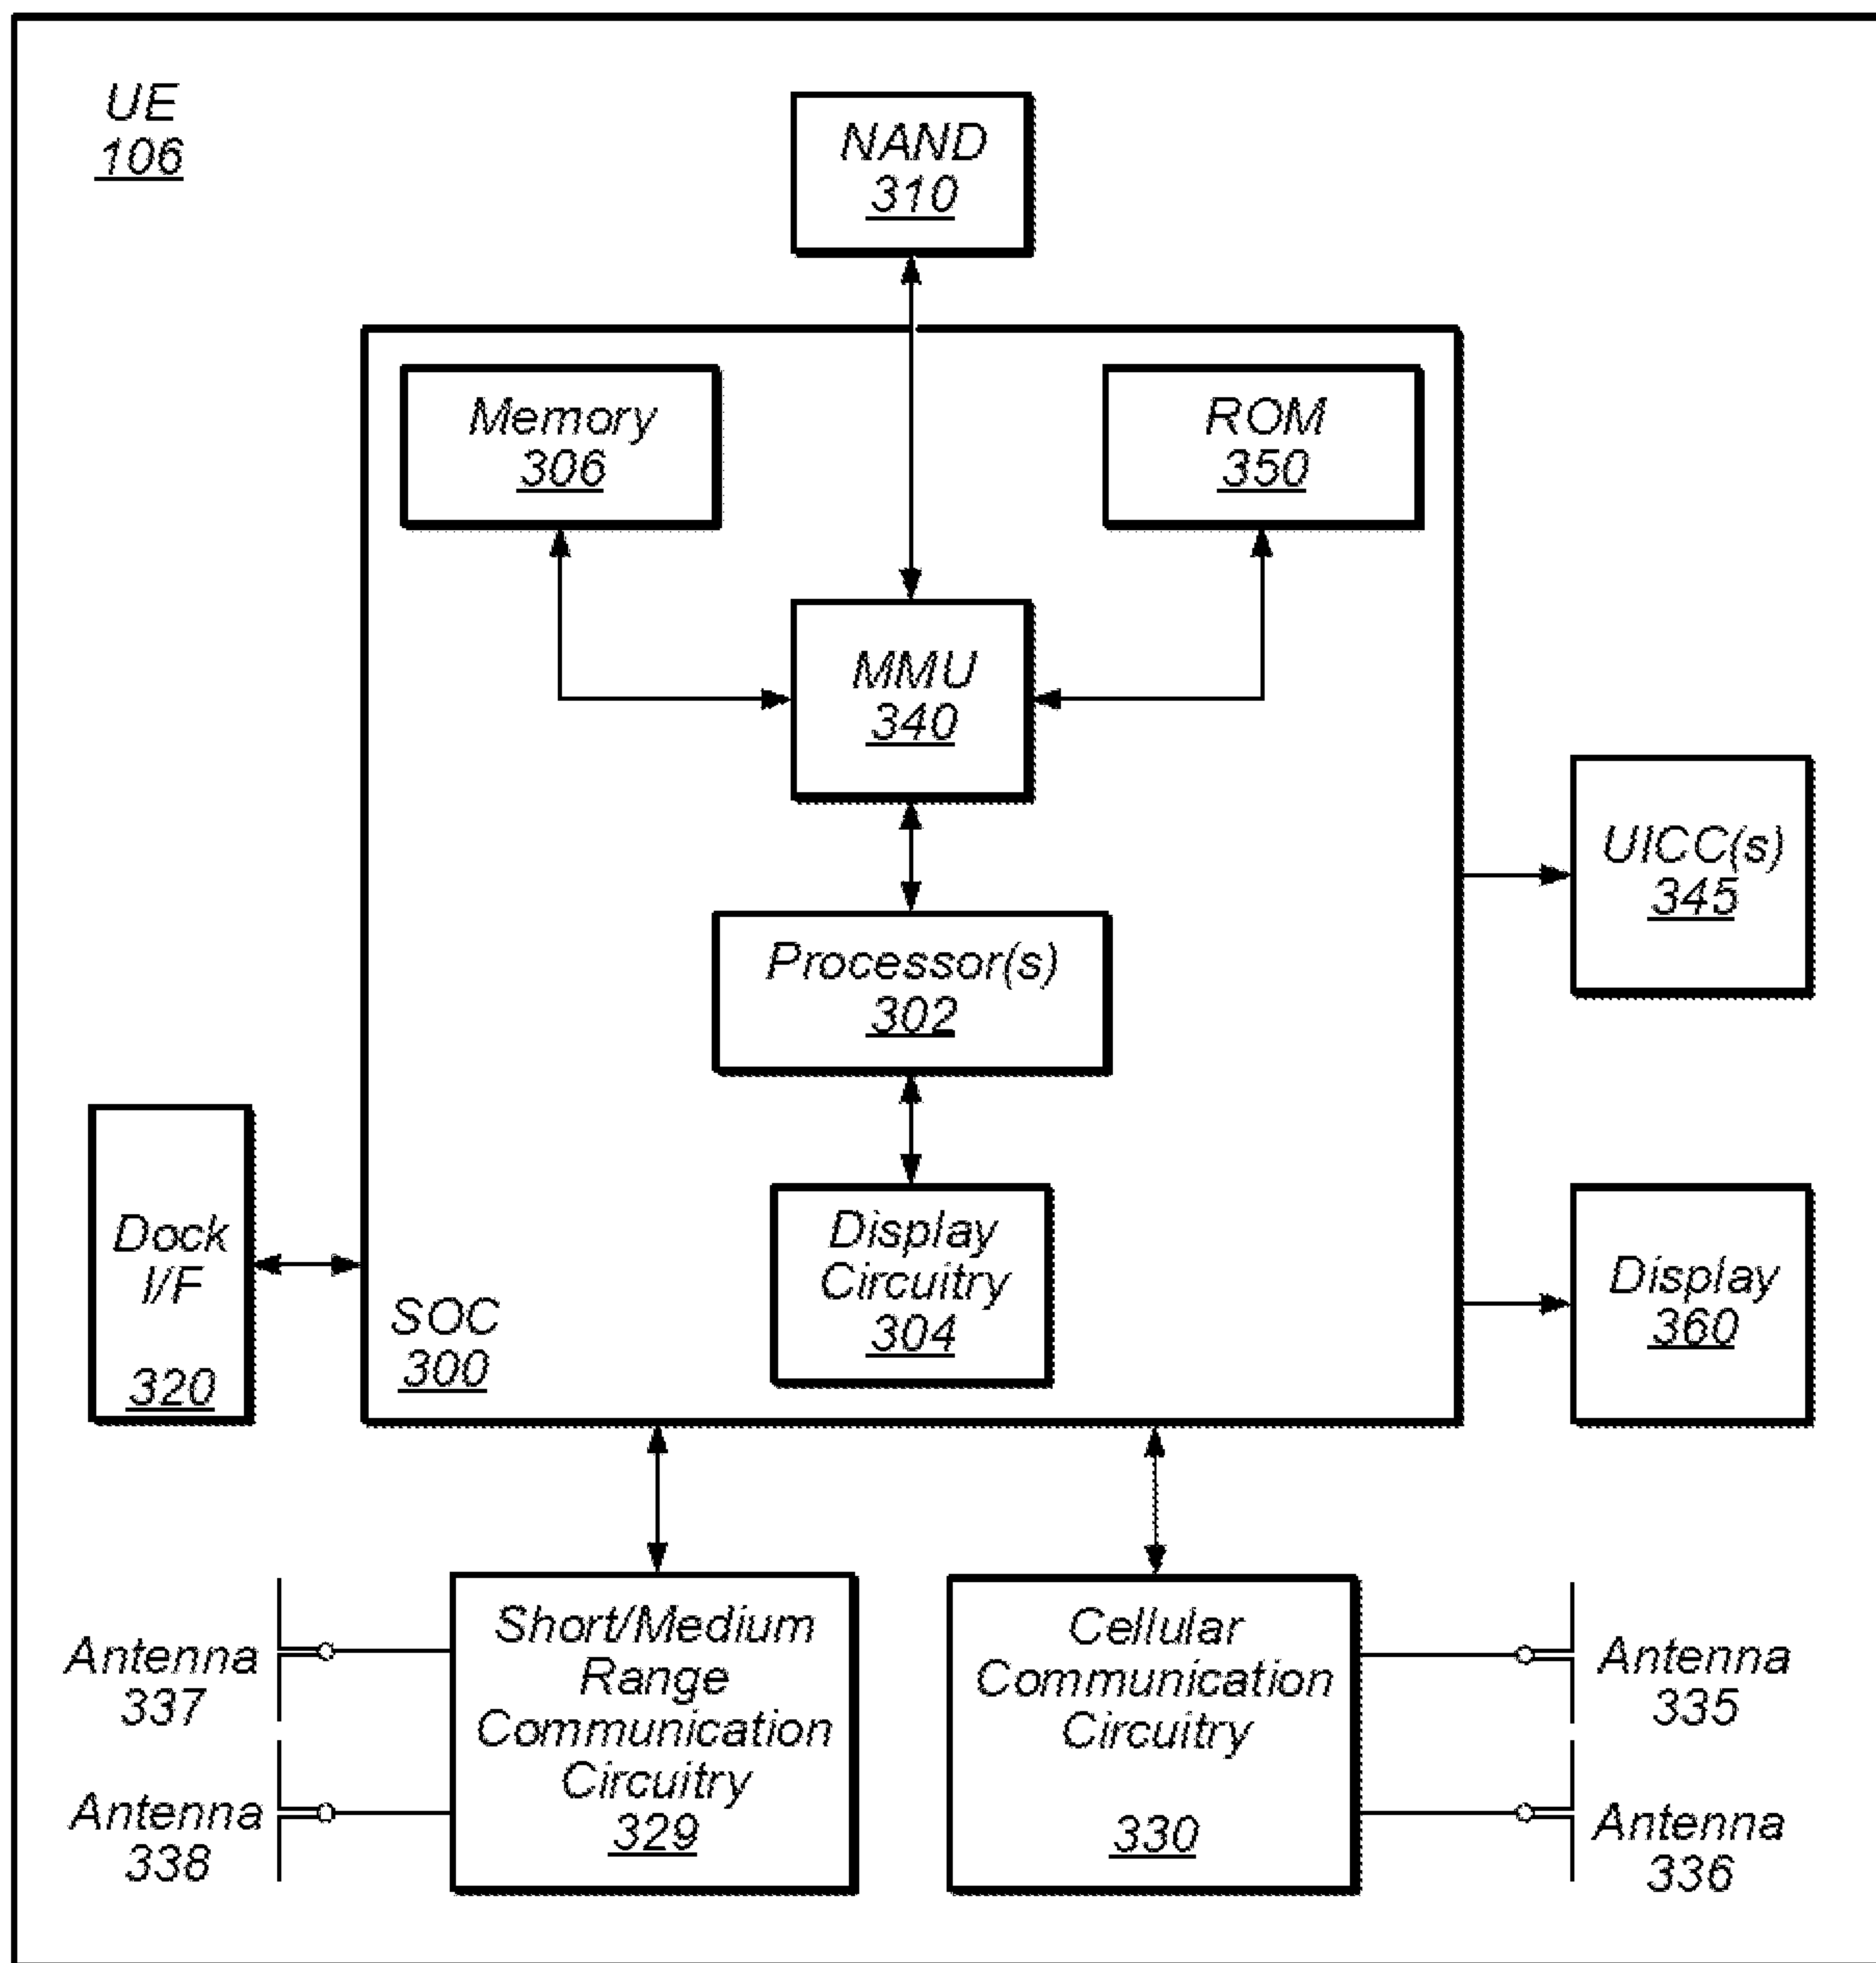 UE
106
NAND
310
Memory
306
ROM
350
MMU
340
UICC(s)
345
Processor(s)
302
Dock
I/F
320
Display
Circuitry
304
SOC
300
Display
360
Short/Medium
Range
Communication
Circuitry
329
Cellular
Communication
Circuitry
330
Antenna
337
Antenna
338
Antenna
335
Antenna
336